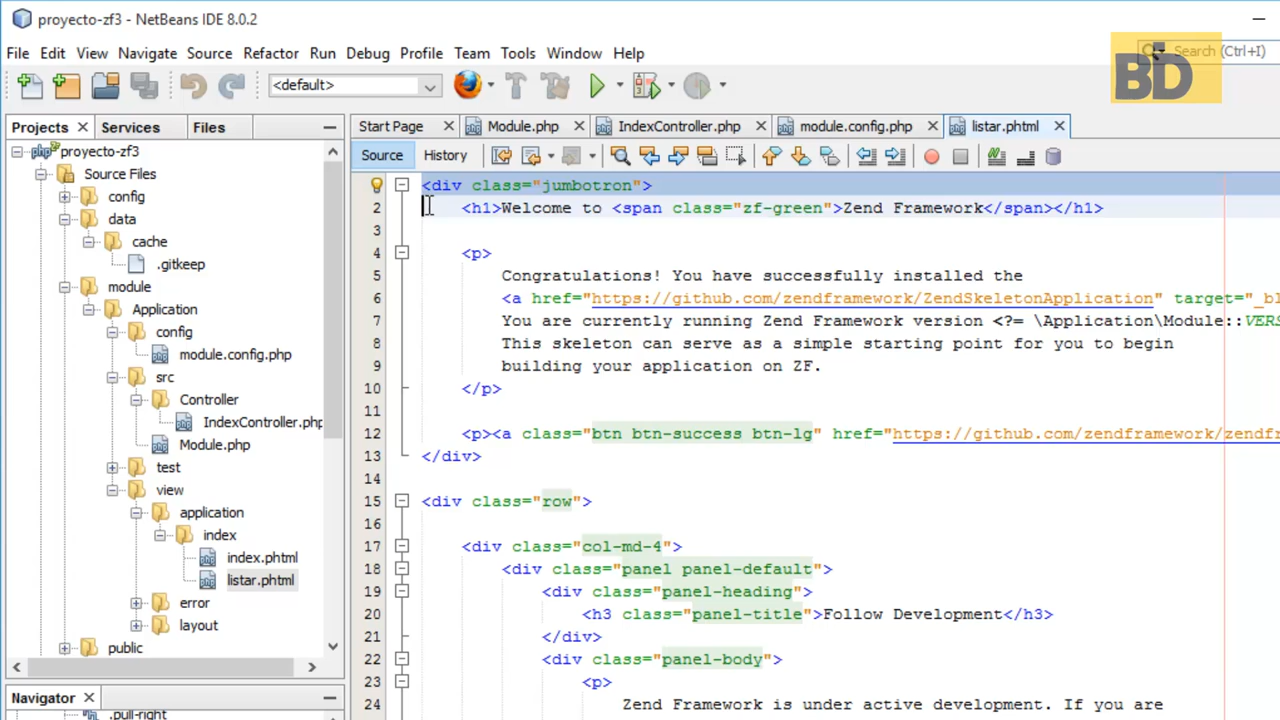 proyecto-zf3 - NetBeans IDE 8.0.2
File Edit View Navigate Source Refactor Run Debug Profile Team Tools Window Help
Search (Ctrl+I)
BD
<default>
Projects Services Files
Start Page Module.php IndexController.php module.config.php listar.phtml
Source History
proyecto-zf3
Source Files
config
data
cache
.gitkeep
module
Application
config
module.config.php
src
Controller
IndexController.php
Module.php
test
view
application
index
index.phtml
listar.phtml
error
layout
public
Navigator
.pull-right
<div class="jumbotron">
2 <h1>Welcome to <span class="zf-green">Zend Framework</span></h1>
3
4 <p>
5 Congratulations! You have successfully installed the
6 <a href="https://github.com/zendframework/ZendSkeletonApplication" target="_bl
7 You are currently running Zend Framework version <?= \Application\Module::VERS
8 This skeleton can serve as a simple starting point for you to begin
9 building your application on ZF.
10 </p>
11
12 <p><a class="btn btn-success btn-lg" href="https://github.com/zendframework/zendfr
13 </div>
14
15 <div class="row">
16
17 <div class="col-md-4">
18 <div class="panel panel-default">
19 <div class="panel-heading">
20 <h3 class="panel-title">Follow Development</h3>
21 </div>
22 <div class="panel-body">
23 <p>
24 Zend Framework is under active development. If you are